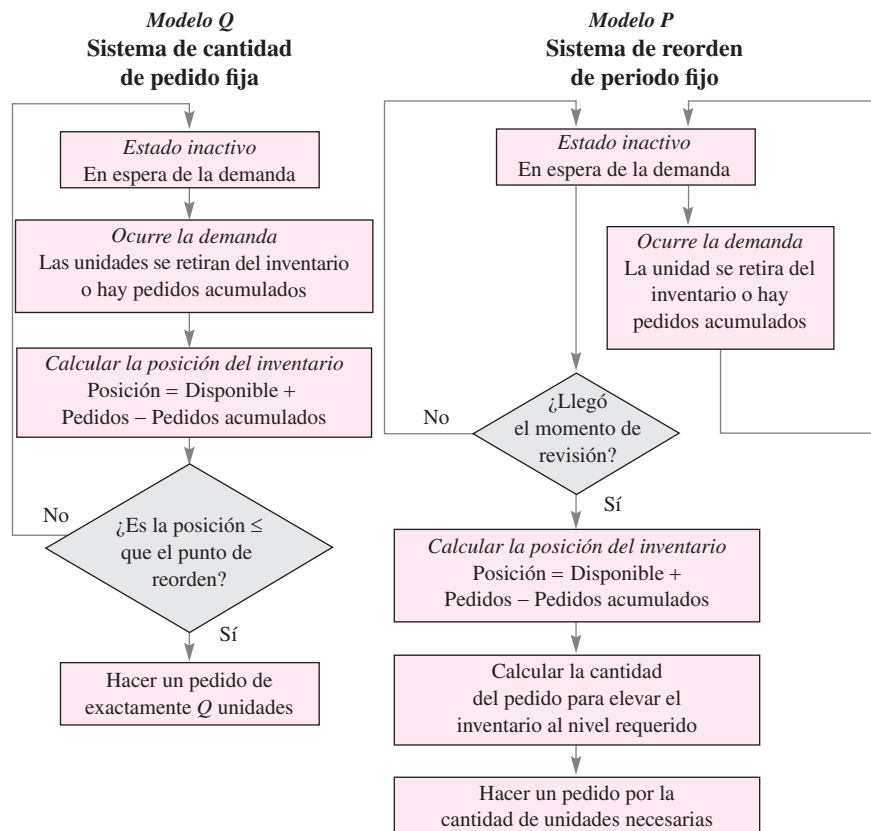 Modelo Q
Sistema de cantidad
de pedido fija
Estado inactivo
En espera de la demanda
Ocurre la demanda
Las unidades se retiran del inventario
o hay pedidos acumulados
Calcular la posición del inventario
Posición = Disponible +
Pedidos − Pedidos acumulados
No
¿Es la posición ≤
que el punto de
reorden?
Sí
Hacer un pedido de
exactamente Q unidades
Modelo P
Sistema de reorden
de periodo fijo
Estado inactivo
En espera de la demanda
Ocurre la demanda
La unidad se retira del
inventario o hay
pedidos acumulados
No
¿Llegó
el momento de
revisión?
Sí
Calcular la posición del inventario
Posición = Disponible +
Pedidos − Pedidos acumulados
Calcular la cantidad
del pedido para elevar el
inventario al nivel requerido
Hacer un pedido por la
cantidad de unidades necesarias